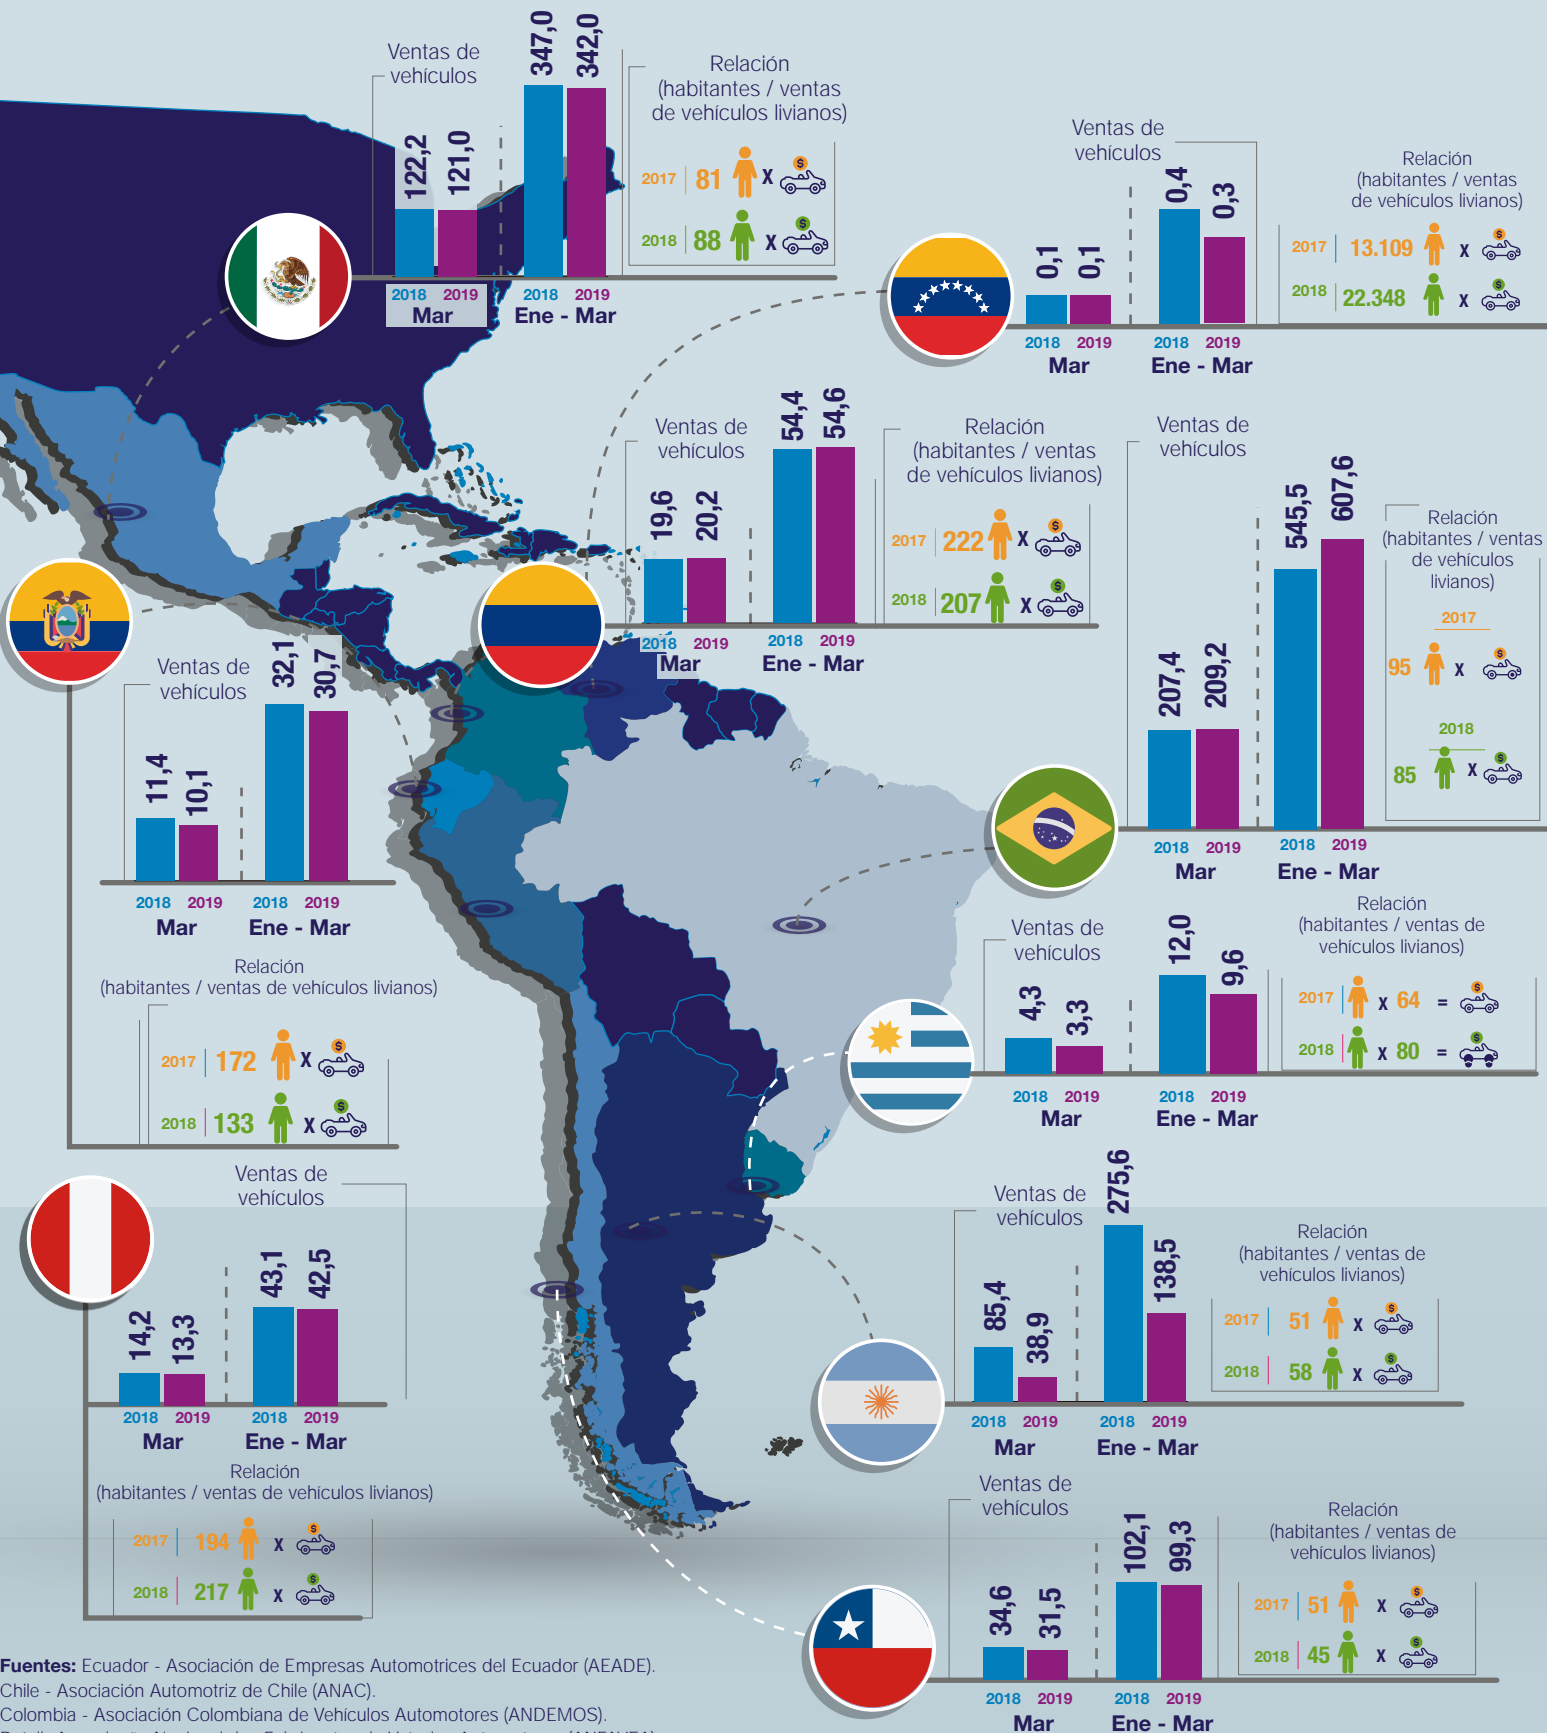 Ventas de
vehículos
122,2
121,0
347,0
342,0
2018
2019
2018
2019
Mar
Ene - Mar
Relación
(habitantes / ventas
de vehículos livianos)
2017 81 X $
2018 88 X $
Ventas de
vehículos
0,1
0,1
0,4
0,3
2018
2019
2018
2019
Mar
Ene - Mar
Relación
(habitantes / ventas
de vehículos livianos)
2017 13.109 X $
2018 22.348 X $
Ventas de
vehículos
19,6
20,2
54,4
54,6
2018
2019
2018
2019
Mar
Ene - Mar
Relación
(habitantes / ventas
de vehículos livianos)
2017 222 X $
2018 207 X $
Ventas de
vehículos
207,4
209,2
545,5
607,6
2018
2019
2018
2019
Mar
Ene - Mar
Relación
(habitantes / ventas
de vehículos
livianos)
2017
95 X $
2018
85 X $
Ventas de
vehículos
11,4
10,1
32,1
30,7
2018
2019
2018
2019
Mar
Ene - Mar
Relación
(habitantes / ventas de vehículos livianos)
2017 172 X $
2018 133 X $
Ventas de
vehículos
4,3
3,3
12,0
9,6
2018
2019
2018
2019
Mar
Ene - Mar
Relación
(habitantes / ventas de
vehículos livianos)
2017 X 64 = $
2018 X 80 = $
Ventas de
vehículos
14,2
13,3
43,1
42,5
2018
2019
2018
2019
Mar
Ene - Mar
Relación
(habitantes / ventas de vehículos livianos)
2017 194 X $
2018 217 X $
Ventas de
vehículos
85,4
38,9
275,6
138,5
2018
2019
2018
2019
Mar
Ene - Mar
Relación
(habitantes / ventas de
vehículos livianos)
2017 51 X $
2018 58 X $
Ventas de
vehículos
34,6
31,5
102,1
99,3
2018
2019
2018
2019
Mar
Ene - Mar
Relación
(habitantes / ventas de
vehículos livianos)
2017 51 X $
2018 45 X $
Fuentes: Ecuador - Asociación de Empresas Automotrices del Ecuador (AEADE).
Chile - Asociación Automotriz de Chile (ANAC).
Colombia - Asociación Colombiana de Vehículos Automotores (ANDEMOS).